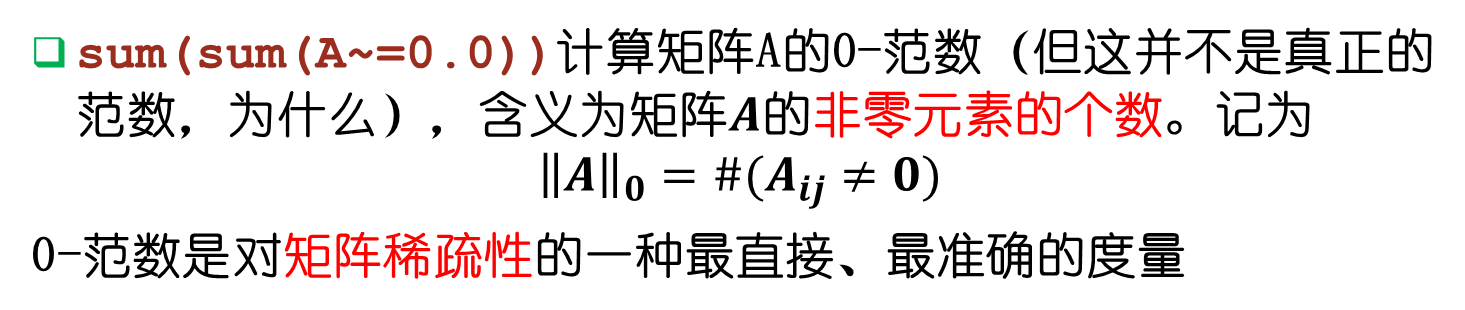 ❑ sum(sum(A~=0.0))计算矩阵A的0-范数（但这并不是真正的
范数，为什么），含义为矩阵A的非零元素的个数。记为
‖A‖₀ = #(Aᵢⱼ ≠ 0)
0-范数是对矩阵稀疏性的一种最直接、最准确的度量